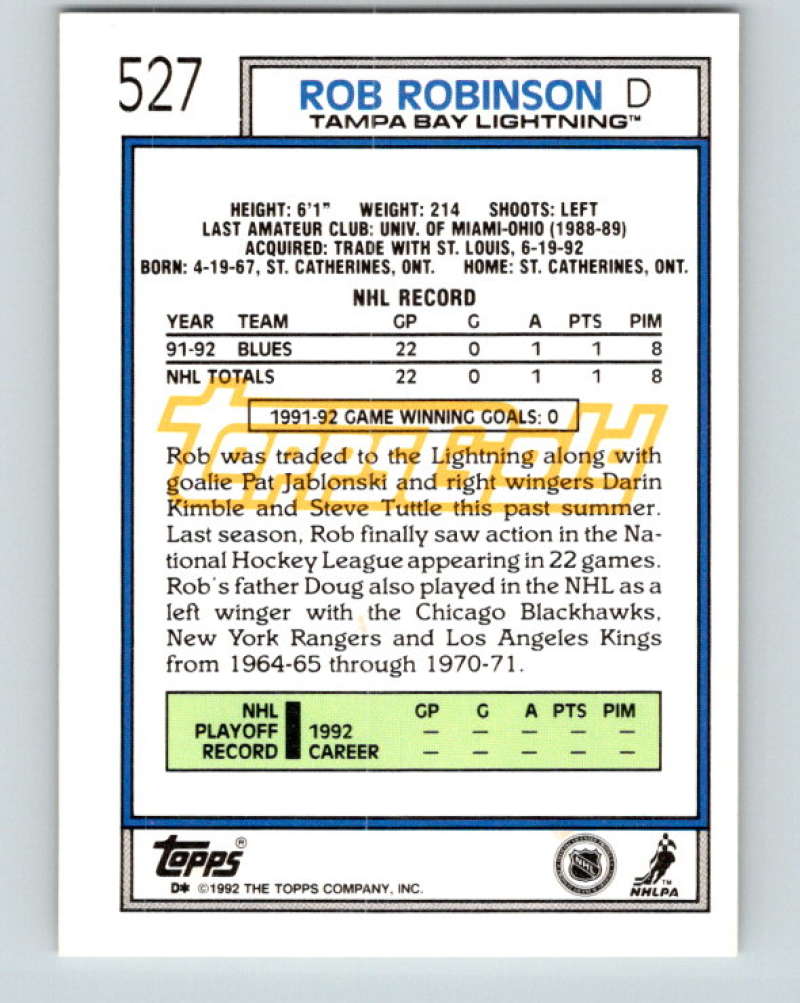 527
ROB ROBINSON D
TAMPA BAY LIGHTNING™
HEIGHT: 6'1" WEIGHT: 214 SHOOTS: LEFT
LAST AMATEUR CLUB: UNIV. OF MIAMI-OHIO (1988-89)
ACQUIRED: TRADE WITH ST. LOUIS, 6-19-92
BORN: 4-19-67, ST. CATHERINES, ONT. HOME: ST. CATHERINES, ONT.
NHL RECORD
YEAR TEAM GP G A PTS PIM
91-92 BLUES 22 0 1 1 8
NHL TOTALS 22 0 1 1 8
ToppsGold
1991-92 GAME WINNING GOALS: 0
Rob was traded to the Lightning along with
goalie Pat Jablonski and right wingers Darin
Kimble and Steve Tuttle this past summer.
Last season, Rob finally saw action in the Na-
tional Hockey League appearing in 22 games.
Rob's father Doug also played in the NHL as a
left winger with the Chicago Blackhawks,
New York Rangers and Los Angeles Kings
from 1964-65 through 1970-71.
NHL GP G A PTS PIM
PLAYOFF 1992 – – – – –
RECORD CAREER – – – – –
TOPPS®
D* ©1992 THE TOPPS COMPANY, INC.
NHL
NHLPA™